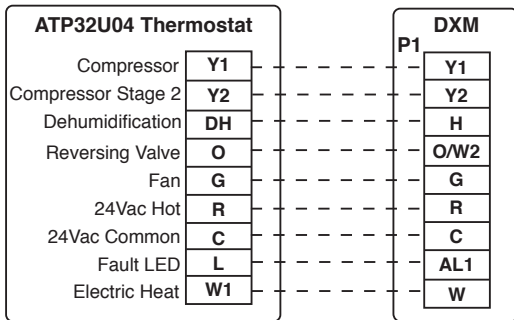 ATP32U04 Thermostat DXM
P1
Compressor Y1 Y1
Compressor Stage 2 Y2 Y2
Dehumidification DH H
Reversing Valve O O/W2
Fan G G
24Vac Hot R R
24Vac Common C C
Fault LED L AL1
Electric Heat W1 W